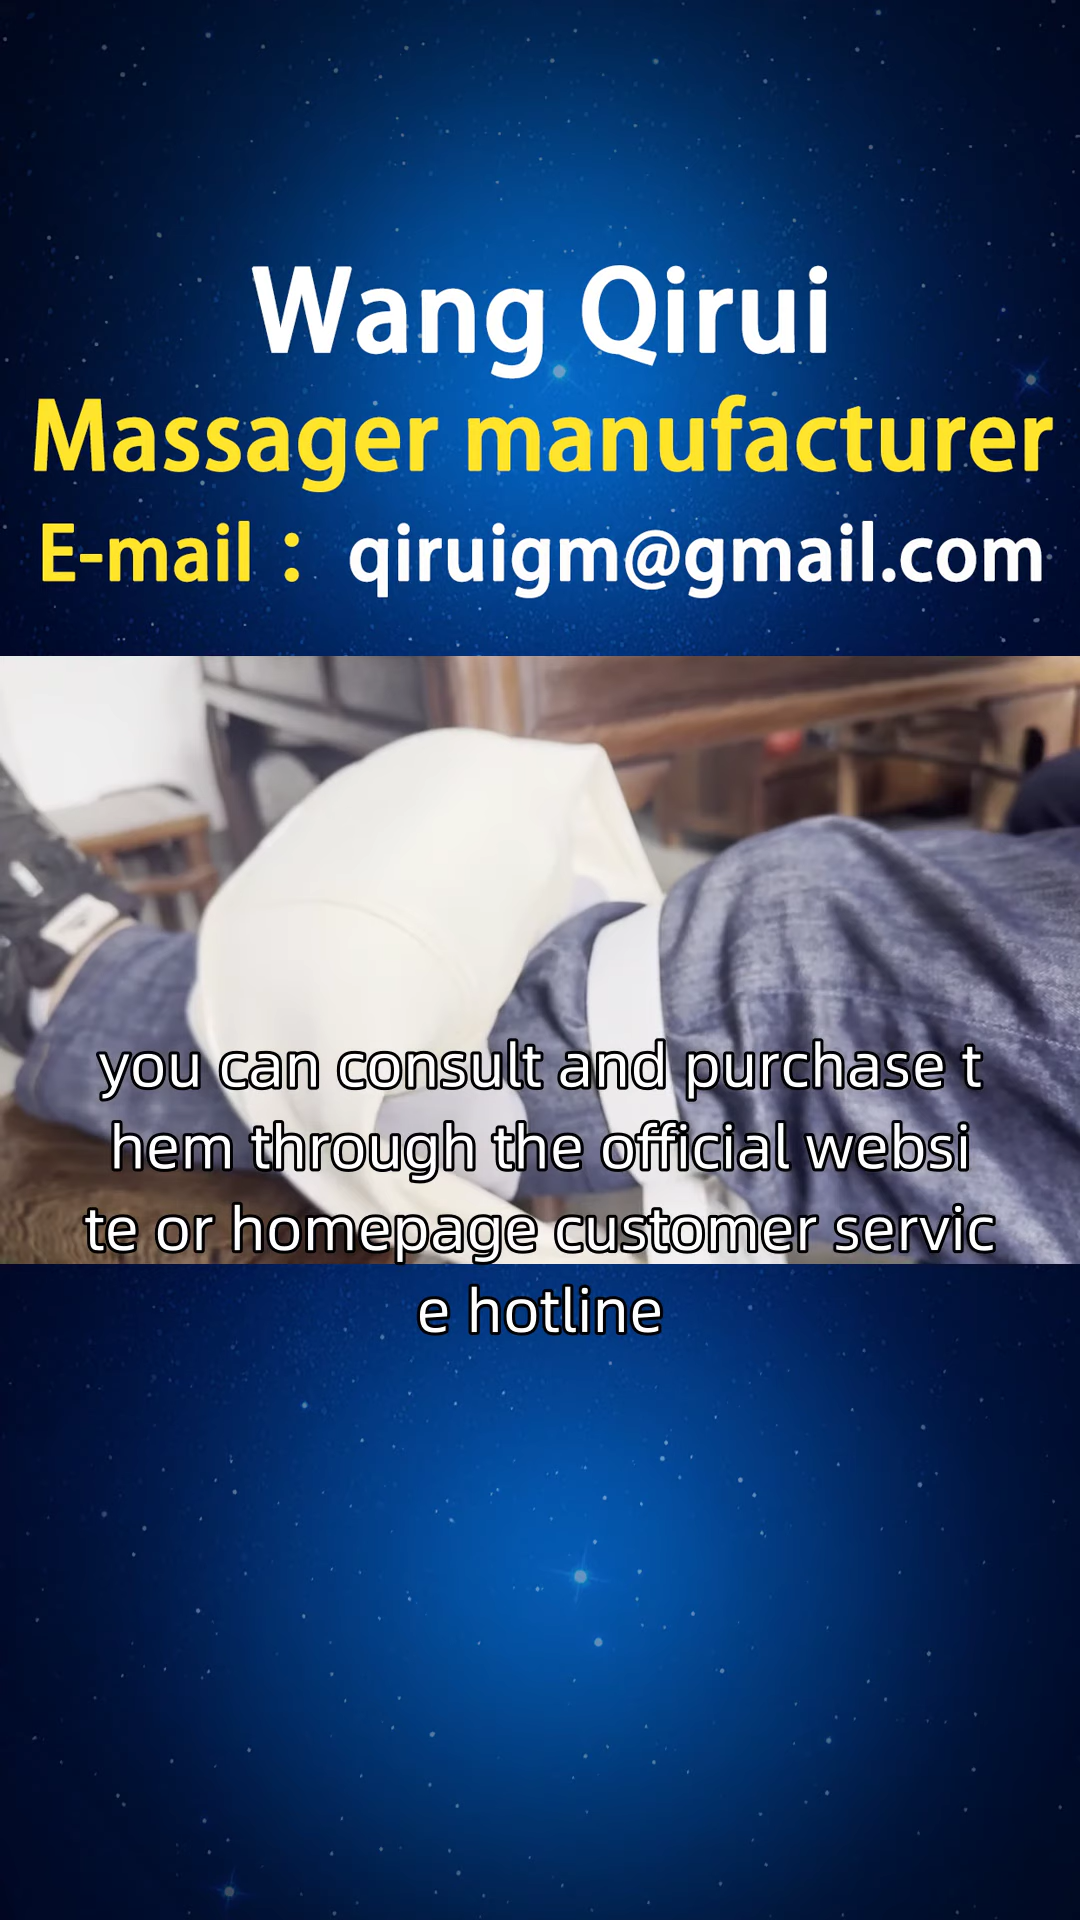 Wang Qirui
Massager manufacturer
E-mail： qiruigm@gmail.com
you can consult and purchase t
hem through the official websi
te or homepage customer servic
e hotline